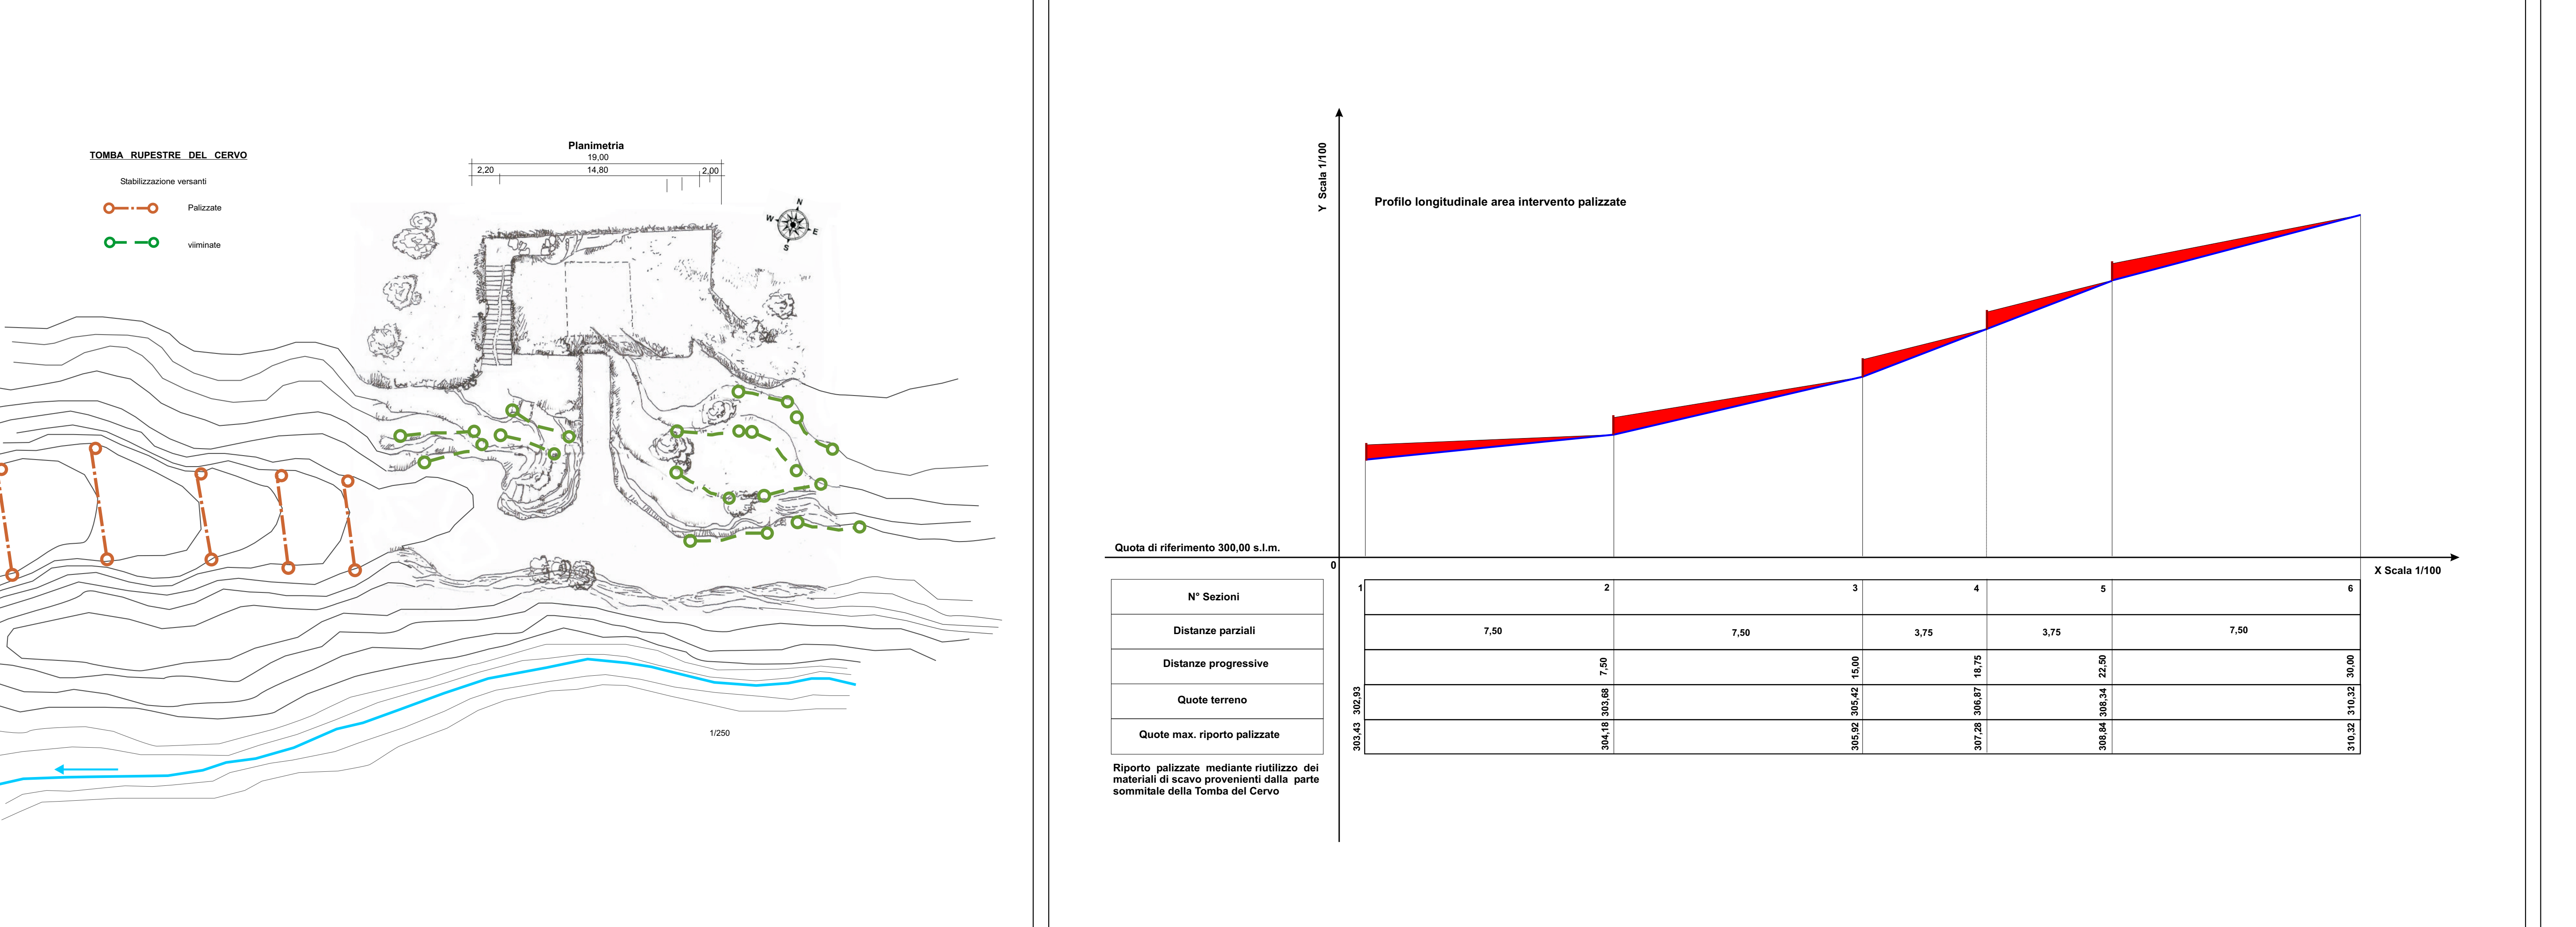 TOMBA RUPESTRE DEL CERVO
Stabilizzazione versanti
Palizzate
viiminate
Planimetria
19,00
2,20 14,80 2,00
N
W
E
S
1/250
Y Scala 1/100
Profilo longitudinale area intervento palizzate
Quota di riferimento 300,00 s.l.m.
0
X Scala 1/100
N° Sezioni 1 2 3 4 5 6
Distanze parziali 7,50 7,50 3,75 3,75 7,50
Distanze progressive 7,50 15,00 18,75 22,50 30,00
Quote terreno 302,93 303,68 305,42 306,87 308,34 310,32
Quote max. riporto palizzate 303,43 304,18 305,92 307,28 308,84 310,32
Riporto palizzate mediante riutilizzo dei
materiali di scavo provenienti dalla parte
sommitale della Tomba del Cervo